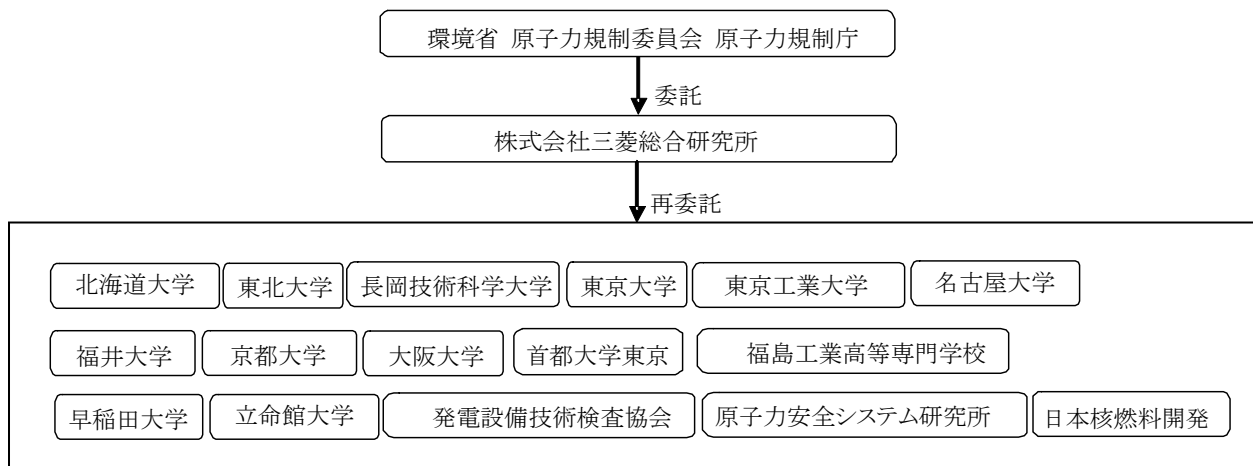 環境省 原子力規制委員会 原子力規制庁
委託
株式会社三菱総合研究所
再委託
北海道大学 東北大学 長岡技術科学大学 東京大学 東京工業大学 名古屋大学
福井大学 京都大学 大阪大学 首都大学東京 福島工業高等専門学校
早稲田大学 立命館大学 発電設備技術検査協会 原子力安全システム研究所 日本核燃料開発